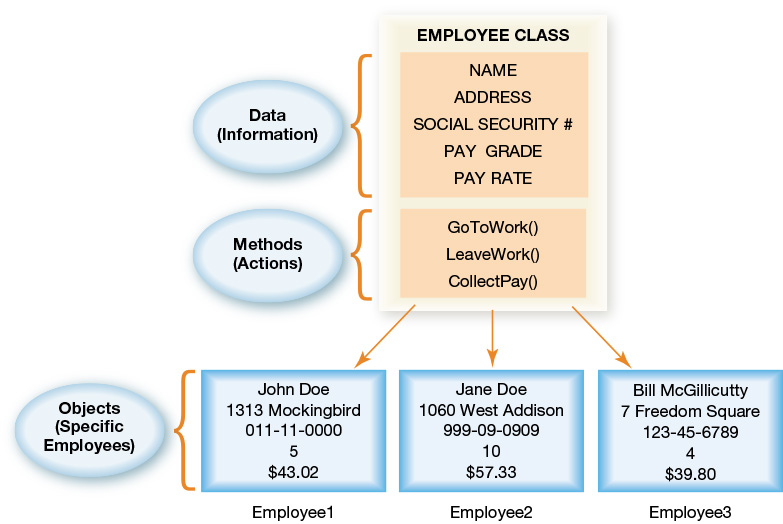 EMPLOYEE CLASS
Data
(Information)
NAME
ADDRESS
SOCIAL SECURITY #
PAY GRADE
PAY RATE
Methods
(Actions)
GoToWork()
LeaveWork()
CollectPay()
Objects
(Specific
Employees)
John Doe
1313 Mockingbird
011-11-0000
5
$43.02
Employee1
Jane Doe
1060 West Addison
999-09-0909
10
$57.33
Employee2
Bill McGillicutty
7 Freedom Square
123-45-6789
4
$39.80
Employee3